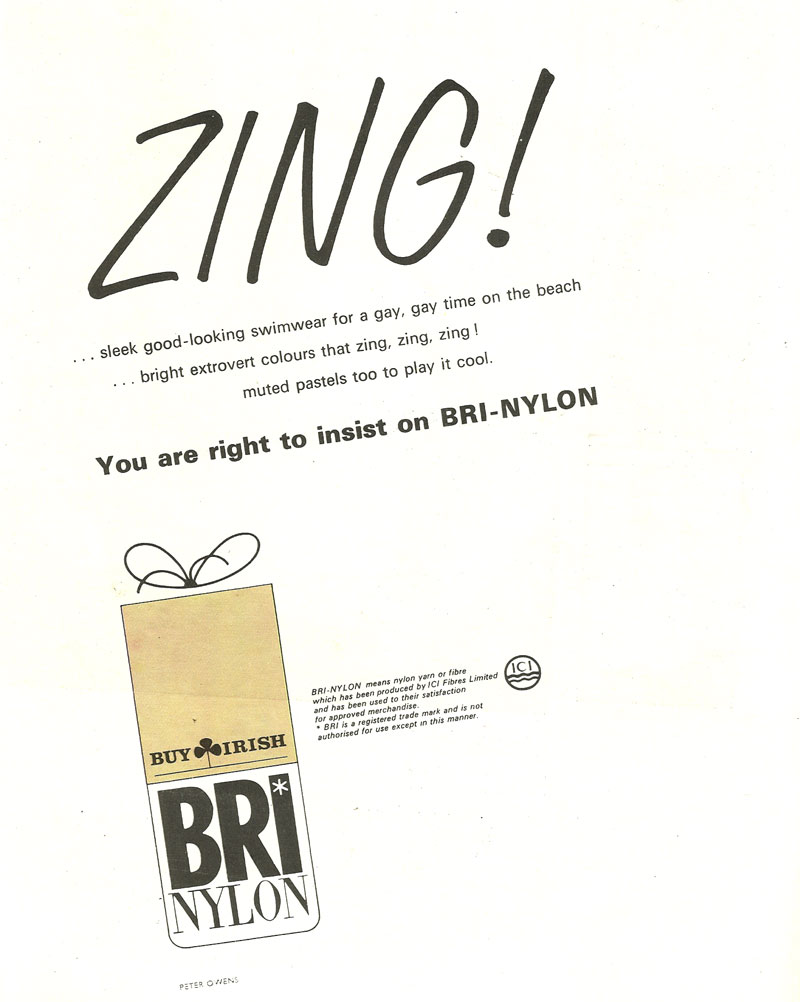 ZING!
... sleek good-looking swimwear for a gay, gay time on the beach
... bright extrovert colours that zing, zing, zing!
muted pastels too to play it cool.
You are right to insist on BRI-NYLON
BUY IRISH
BRI*
NYLON
BRI-NYLON means nylon yarn or fibre
which has been produced by ICI Fibres Limited
and has been used to their satisfaction
for approved merchandise.
* BRI is a registered trade mark and is not
authorised for use except in this manner.
ICI
PETER OWENS